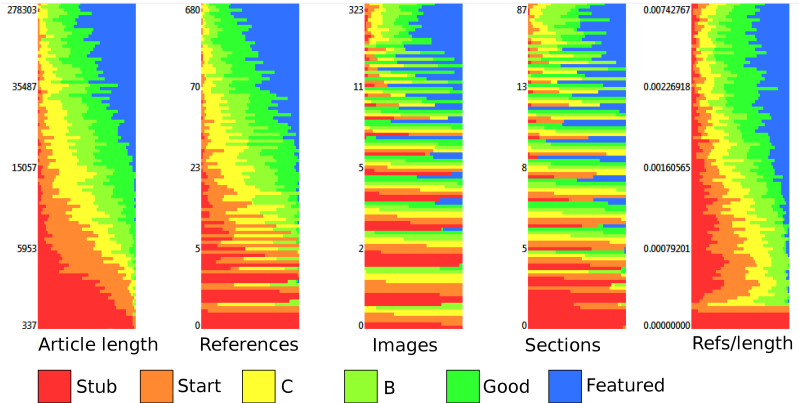 278303
35487
15057
5953
337
680
70
23
5
0
323
11
5
2
0
87
13
8
5
0
0.00742767
0.00226918
0.00160565
0.00079201
0.00000000
Article length
References
Images
Sections
Refs/length
Stub
Start
C
B
Good
Featured